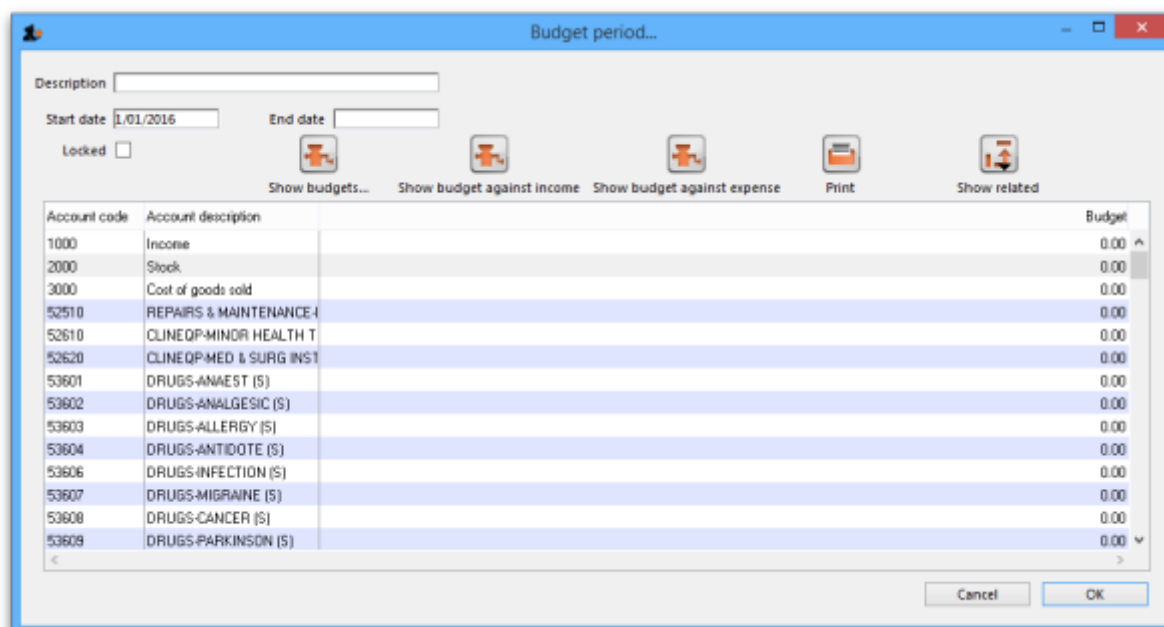 Budget period...
Description
Start date 1/01/2016 End date
Locked
Show budgets... Show budget against income Show budget against expense Print Show related
Account code Account description Budget
1000 Income 0.00
2000 Stock 0.00
3000 Cost of goods sold 0.00
52510 REPAIRS & MAINTENANCE- 0.00
52610 CLINEQP-MINOR HEALTH T 0.00
52620 CLINEQP-MED & SURG INST 0.00
53601 DRUGS-ANAEST (S) 0.00
53602 DRUGS-ANALGESIC (S) 0.00
53603 DRUGS-ALLERGY (S) 0.00
53604 DRUGS-ANTIDOTE (S) 0.00
53606 DRUGS-INFECTION (S) 0.00
53607 DRUGS-MIGRAINE (S) 0.00
53608 DRUGS-CANCER (S) 0.00
53609 DRUGS-PARKINSON (S) 0.00
Cancel OK